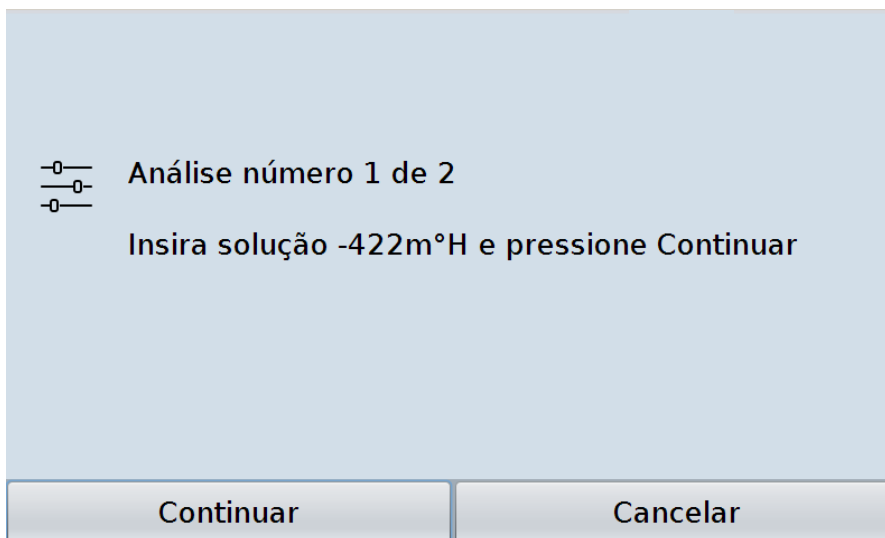 Análise número 1 de 2
Insira solução -422m°H e pressione Continuar
Continuar
Cancelar